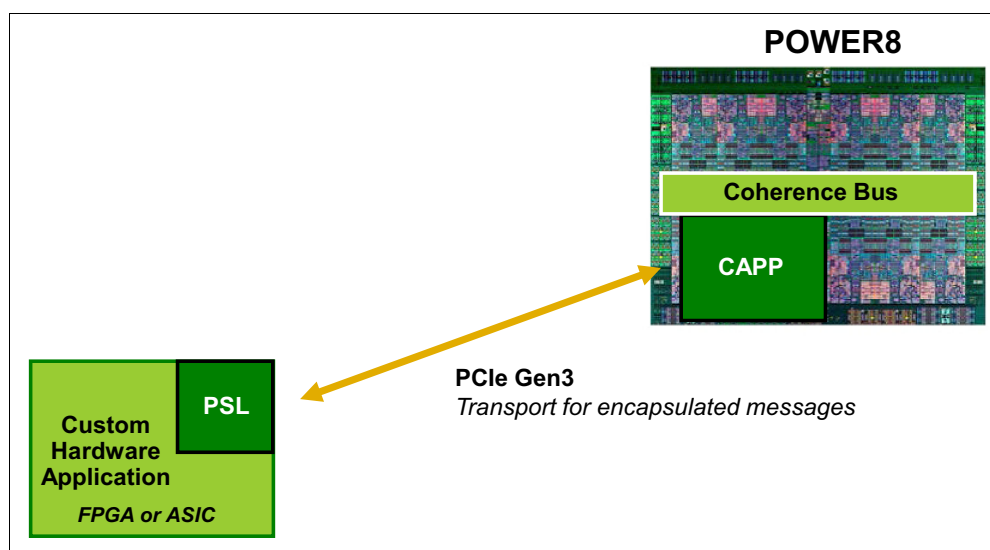 POWER8
Coherence Bus
CAPP
PCIe Gen3
Transport for encapsulated messages
PSL
Custom
Hardware
Application
FPGA or ASIC